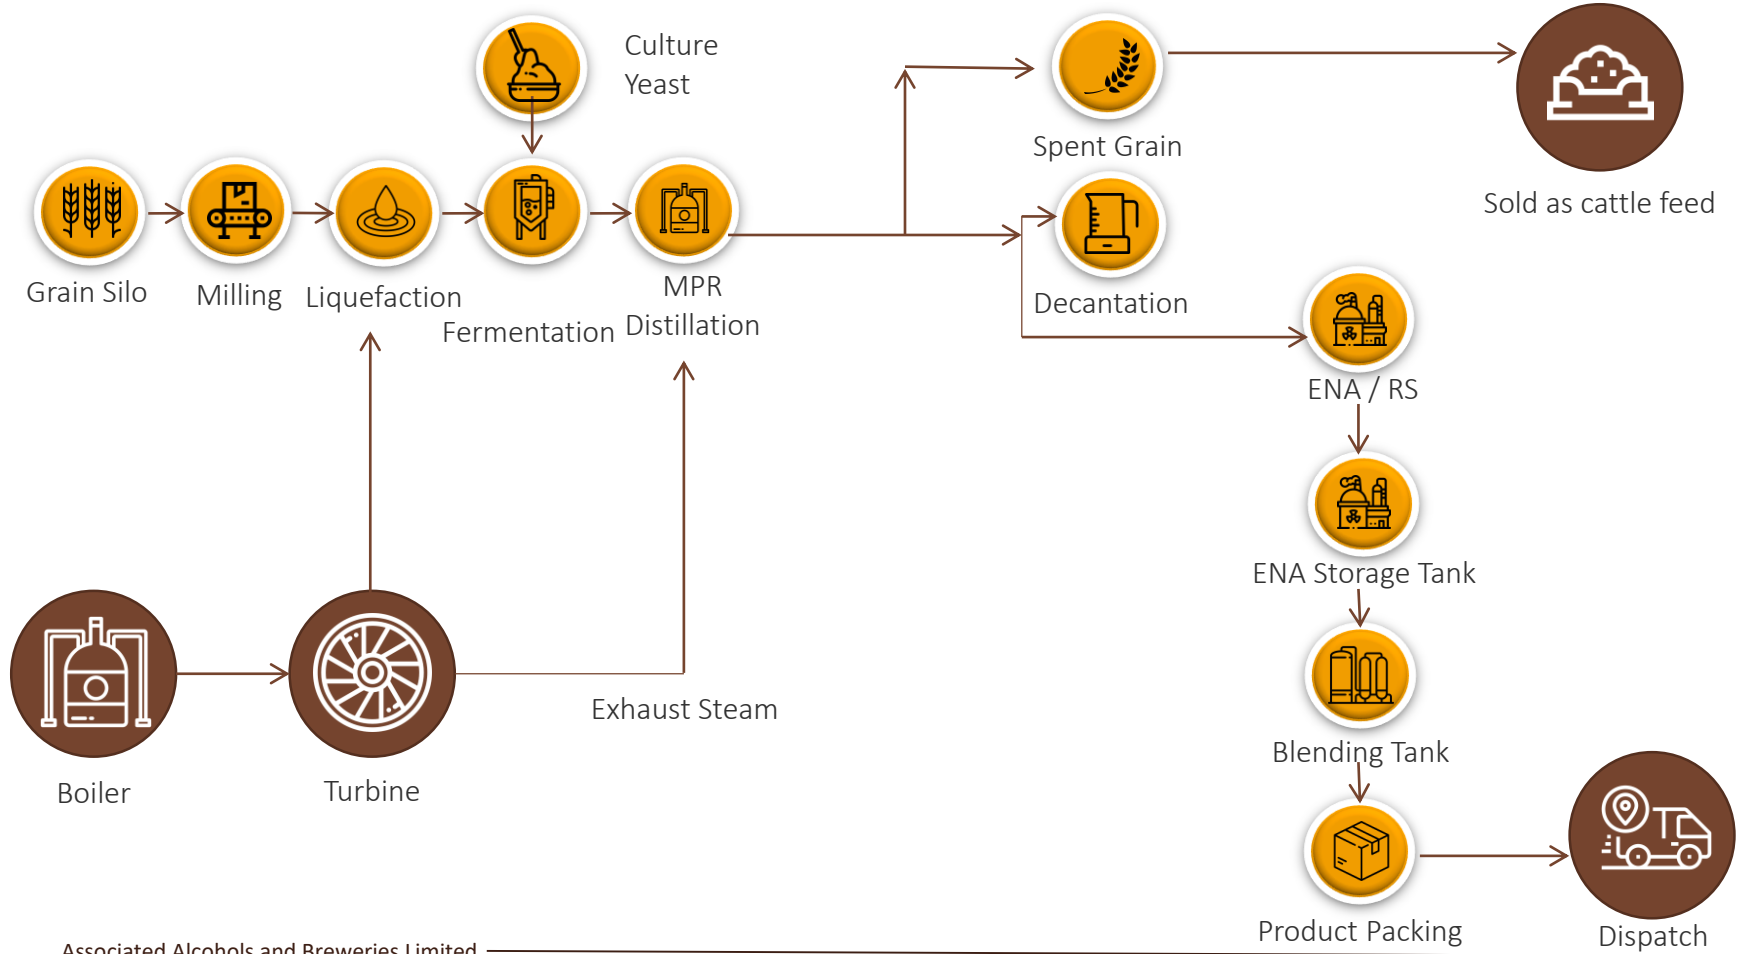 Culture
Yeast
Spent Grain
Sold as cattle feed
Grain Silo
Milling
Liquefaction
Fermentation
MPR
Distillation
Decantation
ENA / RS
ENA Storage Tank
Exhaust Steam
Blending Tank
Boiler
Turbine
Product Packing
Dispatch
Associated Alcohols and Breweries Limited